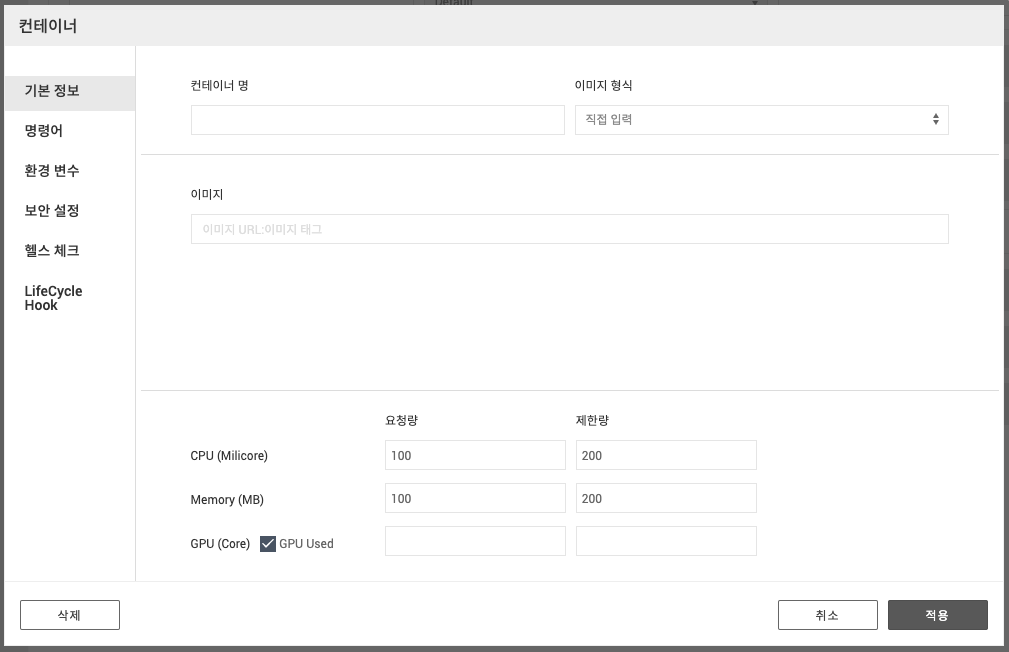 Default
컨테이너
기본 정보
명령어
환경 변수
보안 설정
헬스 체크
LifeCycle
Hook
컨테이너 명
이미지 형식
직접 입력
이미지
이미지 URL:이미지 태그
요청량
제한량
CPU (Milicore)
100
200
Memory (MB)
100
200
GPU (Core)
GPU Used
삭제
취소
적용